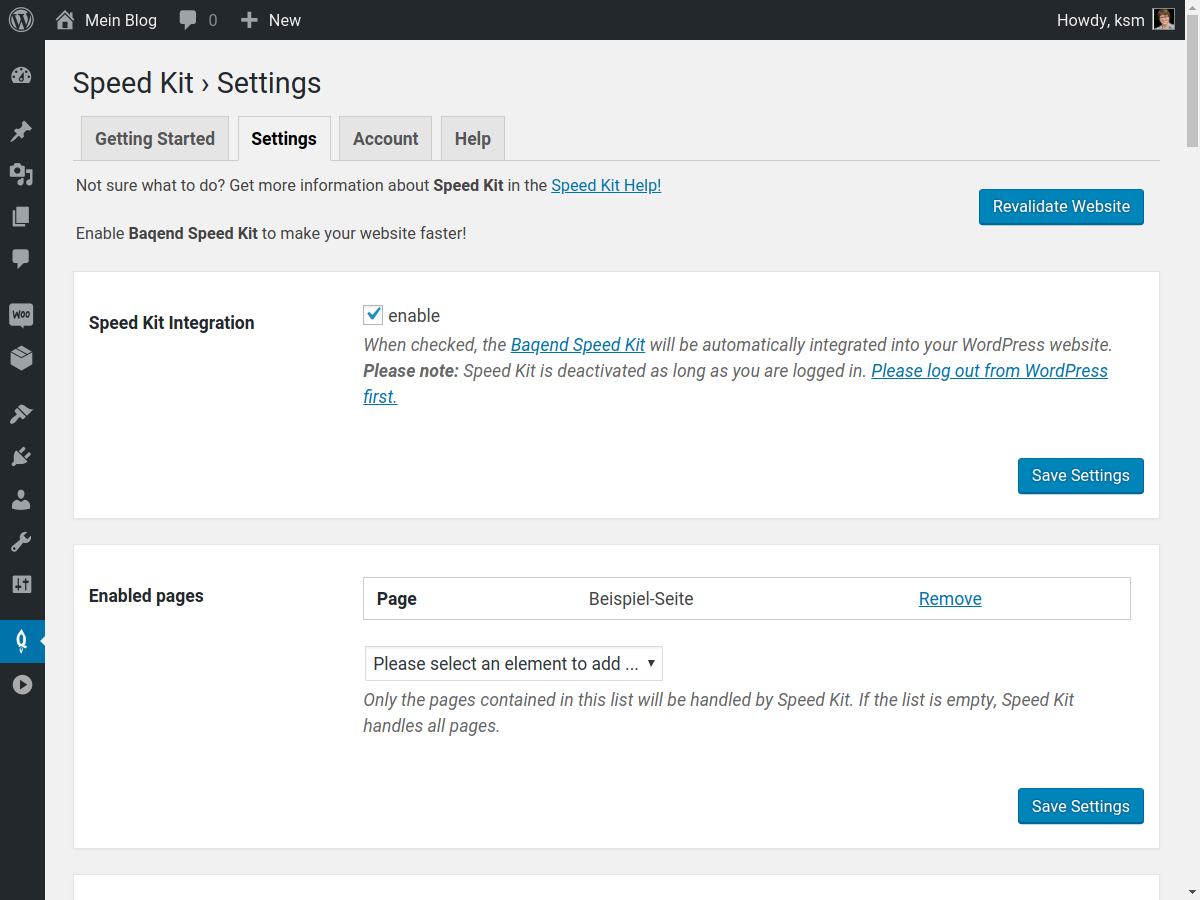 Mein Blog 0 New Howdy, ksm
Speed Kit › Settings
Getting Started Settings Account Help
Not sure what to do? Get more information about Speed Kit in the Speed Kit Help!
Revalidate Website
Enable Baqend Speed Kit to make your website faster!
Speed Kit Integration
enable
When checked, the Baqend Speed Kit will be automatically integrated into your WordPress website.
Please note: Speed Kit is deactivated as long as you are logged in. Please log out from WordPress
first.
Save Settings
Enabled pages
Page Beispiel-Seite Remove
Please select an element to add ...
Only the pages contained in this list will be handled by Speed Kit. If the list is empty, Speed Kit
handles all pages.
Save Settings
Woo